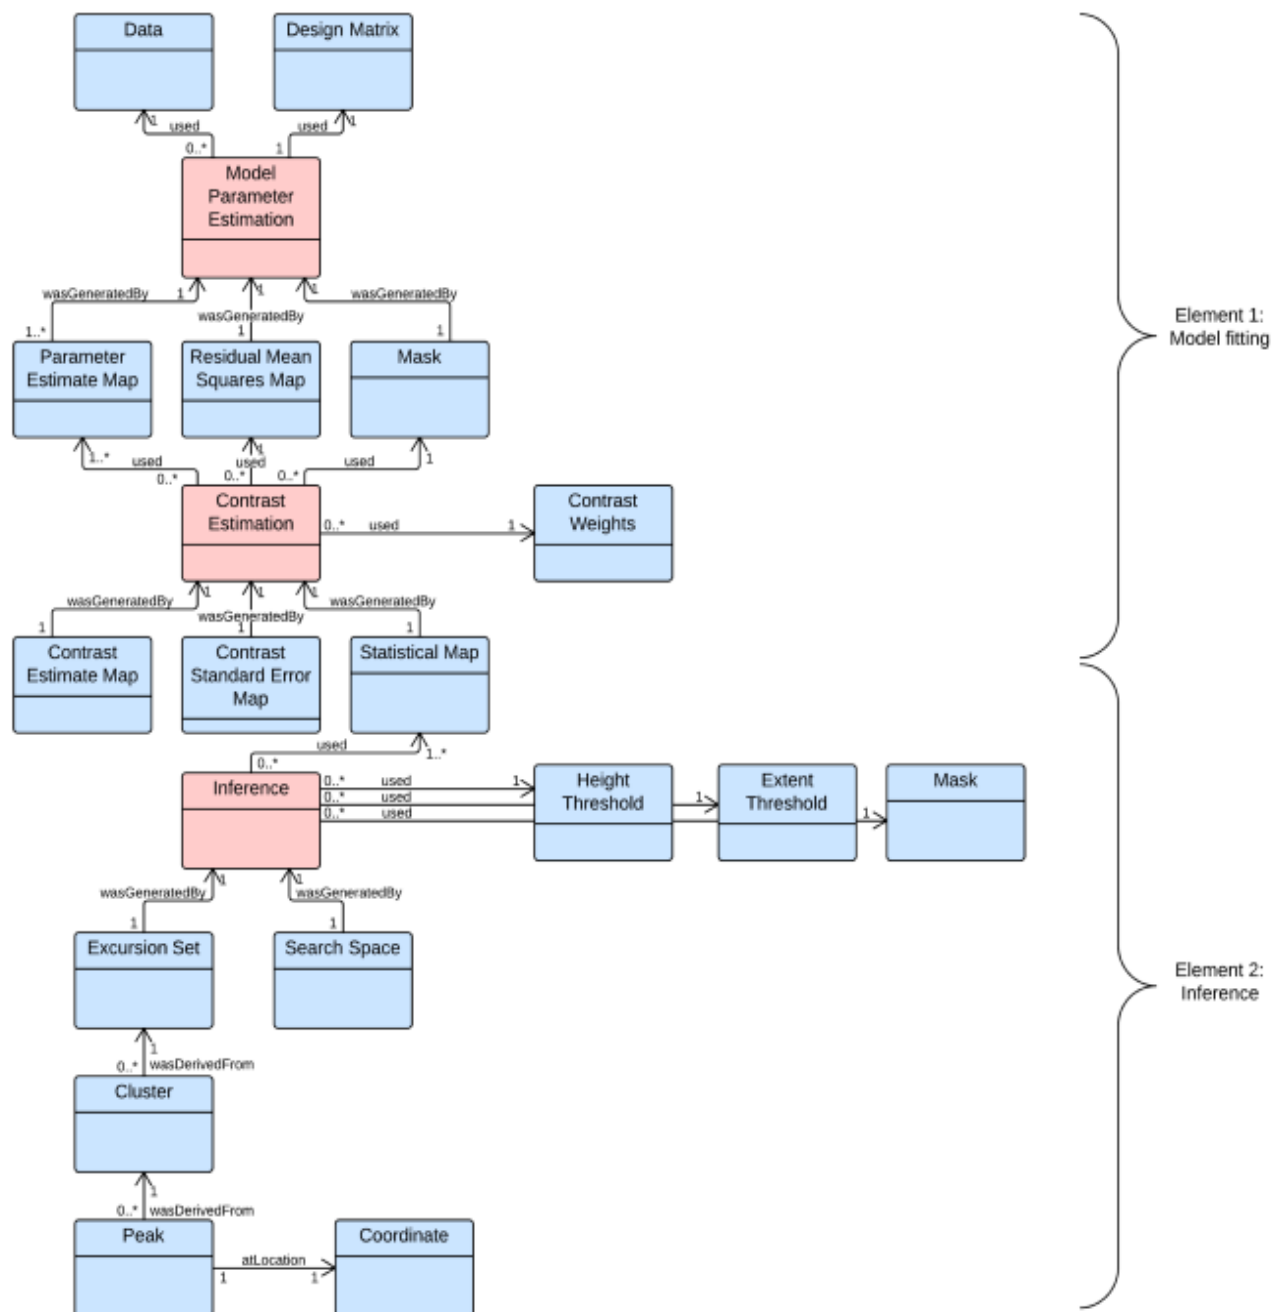 Data
Design Matrix
1
used
used
1
0..*
1
Model
Parameter
Estimation
wasGeneratedBy
1
1
1
wasGeneratedBy
wasGeneratedBy
1..*
1
1
Parameter
Estimate Map
Residual Mean
Squares Map
Mask
1..*
used
0..*
1
used
0..*
used
0..*
1
Contrast
Estimation
0..*
used
1
Contrast
Weights
wasGeneratedBy
1
1
1
wasGeneratedBy
wasGeneratedBy
1
1
1
Contrast
Estimate Map
Contrast
Standard Error
Map
Statistical Map
used
0..*
1..*
Inference
0..*
used
1
0..*
used
1
0..*
used
1
Height
Threshold
Extent
Threshold
Mask
wasGeneratedBy
1
1
wasGeneratedBy
1
1
Excursion Set
Search Space
1
0..*
wasDerivedFrom
Cluster
1
0..*
wasDerivedFrom
Peak
atLocation
1
1
Coordinate
Element 1:
Model fitting
Element 2:
Inference